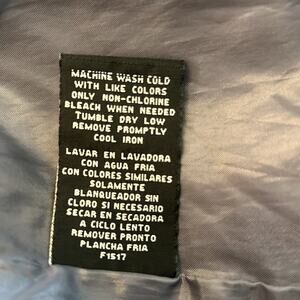 MACHINE WASH COLD
WITH LIKE COLORS
ONLY NON-CHLORINE
BLEACH WHEN NEEDED
TUMBLE DRY LOW
REMOVE PROMPTLY
COOL IRON
LAVAR EN LAVADORA
CON AGUA FRIA
CON COLORES SIMILARES
SOLAMENTE
BLANQUEADOR SIN
CLORO SI NECESARIO
SECAR EN SECADORA
A CICLO LENTO
REMOVER PRONTO
PLANCHA FRIA
F1517